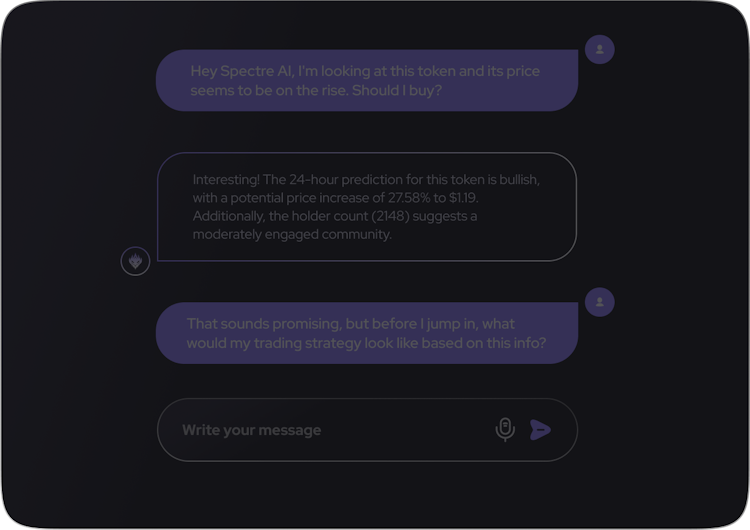 Hey Spectre AI, I'm looking at this token and its price
seems to be on the rise. Should I buy?
Interesting! The 24-hour prediction for this token is bullish,
with a potential price increase of 27.58% to $1.19.
Additionally, the holder count (2148) suggests a
moderately engaged community.
That sounds promising, but before I jump in, what
would my trading strategy look like based on this info?
Write your message